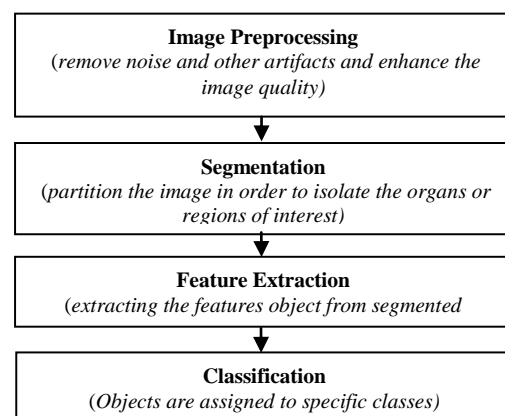 Image Preprocessing
(remove noise and other artifacts and enhance the
image quality)
Segmentation
(partition the image in order to isolate the organs or
regions of interest)
Feature Extraction
(extracting the features object from segmented
Classification
(Objects are assigned to specific classes)